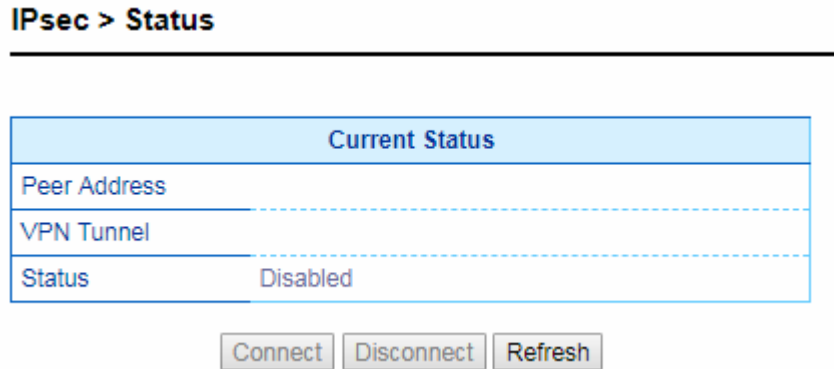 IPsec > Status
Current Status
Peer Address
VPN Tunnel
Status Disabled
Connect Disconnect Refresh